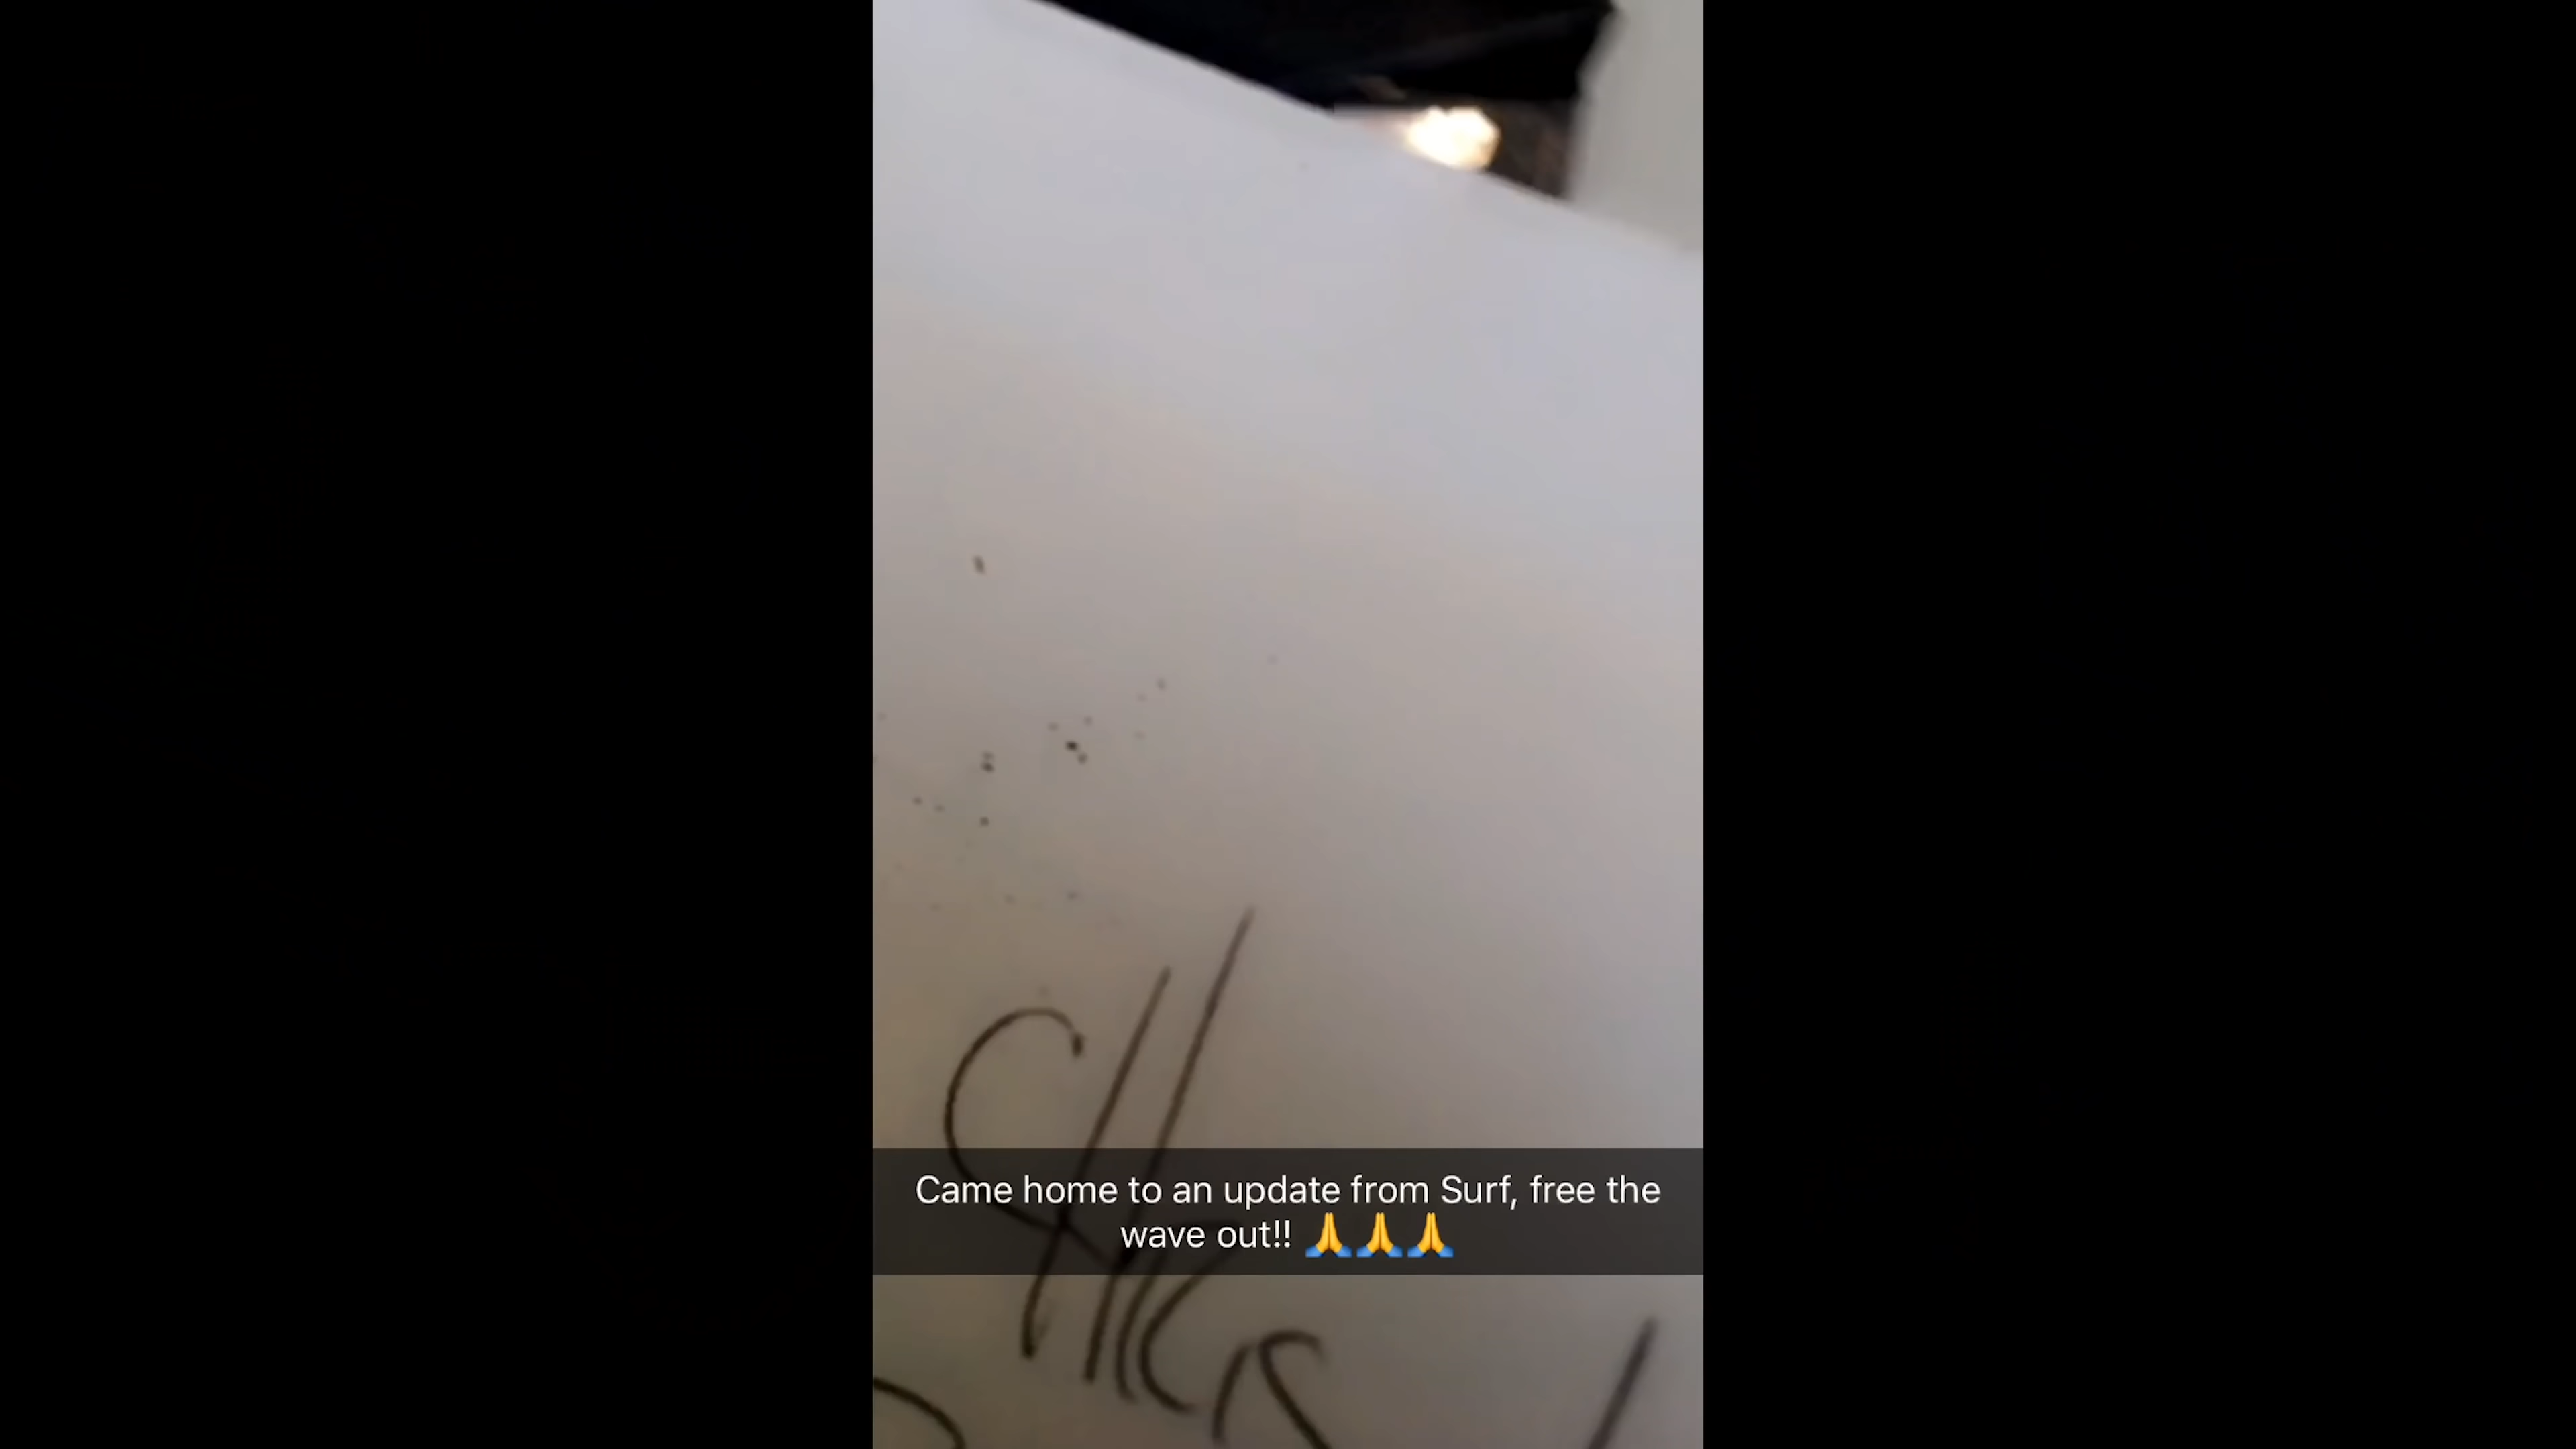 Came home to an update from Surf, free the
wave out!! 🙏🙏🙏